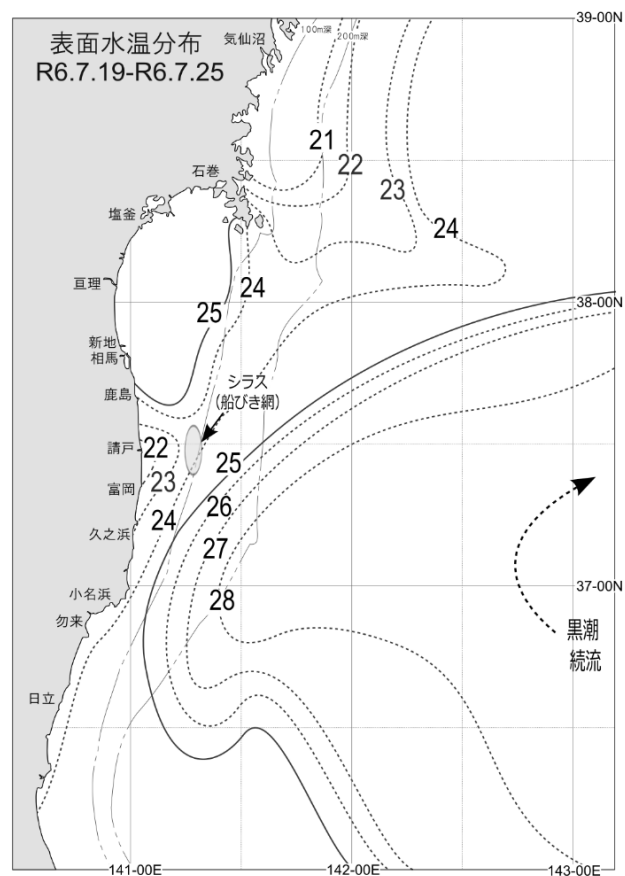 表面水温分布
R6.7.19-R6.7.25
気仙沼
100m深
200m深
39-00N
21
22
23
24
石巻
塩釜
亘理
24
25
38-00N
新地
相馬
鹿島
シラス
(船びき網)
請戸
22
富岡
23
24
25
26
27
28
久之浜
37-00N
小名浜
勿来
黒潮
続流
日立
141-00E
142-00E
143-00E